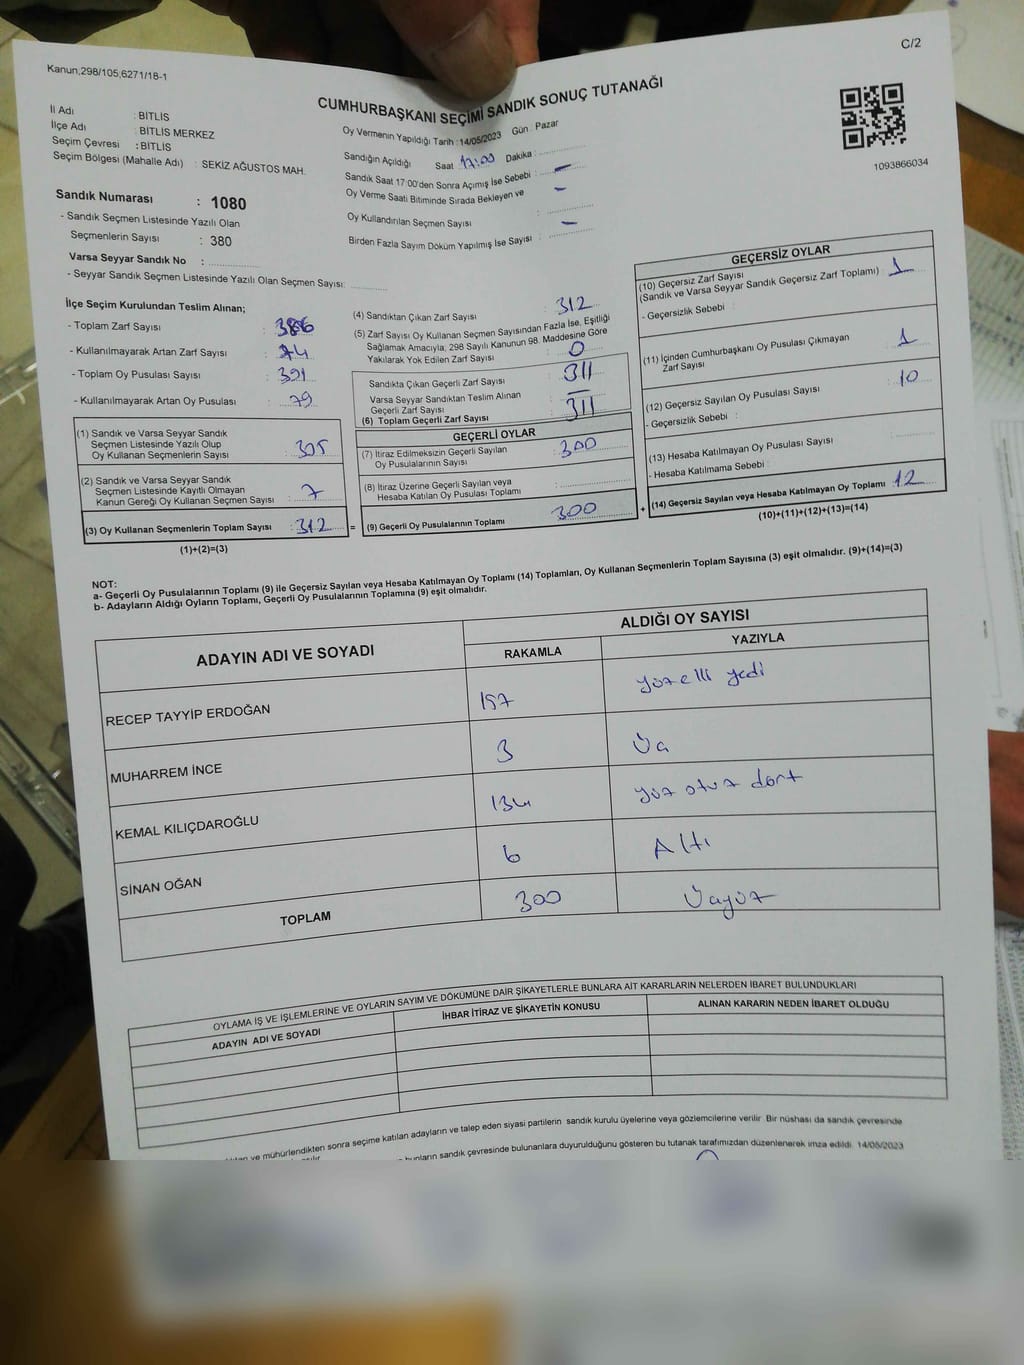 Kanun,298/105,6271/18-1
C/2
CUMHURBAŞKANI SEÇİMİ SANDIK SONUÇ TUTANAĞI
İl Adı : BİTLİS
İlçe Adı : BİTLİS MERKEZ
Seçim Çevresi : BİTLİS
Seçim Bölgesi (Mahalle Adı) : SEKİZ AĞUSTOS MAH.
Oy Vermenin Yapıldığı Tarih : 14/05/2023 Gün : Pazar
Sandığın Açıldığı Saat 17:00 Dakika :
Sandık Saat 17:00'den Sonra Açımış İse Sebebi : -
Oy Verme Saati Bitiminde Sırada Bekleyen ve -
Oy Kullandırılan Seçmen Sayısı :
Birden Fazla Sayım Döküm Yapılmış İse Sayısı : -
1093866034
Sandık Numarası : 1080
- Sandık Seçmen Listesinde Yazılı Olan
Seçmenlerin Sayısı : 380
Varsa Seyyar Sandık No :
- Seyyar Sandık Seçmen Listesinde Yazılı Olan Seçmen Sayısı:
İlçe Seçim Kurulundan Teslim Alınan;
- Toplam Zarf Sayısı : 386
- Kullanılmayarak Artan Zarf Sayısı : 74
- Toplam Oy Pusulası Sayısı : 391
- Kullanılmayarak Artan Oy Pusulası : 79
(1) Sandık ve Varsa Seyyar Sandık
Seçmen Listesinde Yazılı Olup
Oy Kullanan Seçmenlerin Sayısı : 305
(2) Sandık ve Varsa Seyyar Sandık
Seçmen Listesinde Kayıtlı Olmayan
Kanun Gereği Oy Kullanan Seçmen Sayısı : 7
(3) Oy Kullanan Seçmenlerin Toplam Sayısı : 312 =
(1)+(2)=(3)
(4) Sandıktan Çıkan Zarf Sayısı : 312
(5) Zarf Sayısı Oy Kullanan Seçmen Sayısından Fazla İse, Eşitliği
Sağlamak Amacıyla; 298 Sayılı Kanunun 98. Maddesine Göre
Yakılarak Yok Edilen Zarf Sayısı : 0
Sandıkta Çıkan Geçerli Zarf Sayısı : 311
Varsa Seyyar Sandıktan Teslim Alınan
Geçerli Zarf Sayısı : -
(6) Toplam Geçerli Zarf Sayısı : 311
GEÇERLİ OYLAR
(7) İtiraz Edilmeksizin Geçerli Sayılan
Oy Pusulalarının Sayısı : 300
(8) İtiraz Üzerine Geçerli Sayılan veya
Hesaba Katılan Oy Pusulası Toplamı :
(9) Geçerli Oy Pusulalarının Toplamı 300 +
GEÇERSİZ OYLAR
(10) Geçersiz Zarf Sayısı
(Sandık ve Varsa Seyyar Sandık Geçersiz Zarf Toplamı) : 1
- Geçersizlik Sebebi :
(11) İçinden Cumhurbaşkanı Oy Pusulası Çıkmayan
Zarf Sayısı 1
(12) Geçersiz Sayılan Oy Pusulası Sayısı 10
- Geçersizlik Sebebi :
(13) Hesaba Katılmayan Oy Pusulası Sayısı
- Hesaba Katılmama Sebebi :
(14) Geçersiz Sayılan veya Hesaba Katılmayan Oy Toplamı 12
(10)+(11)+(12)+(13)=(14)
NOT:
a- Geçerli Oy Pusulalarının Toplamı (9) ile Geçersiz Sayılan veya Hesaba Katılmayan Oy Toplamı (14) Toplamları, Oy Kullanan Seçmenlerin Toplam Sayısına (3) eşit olmalıdır. (9)+(14)=(3)
b- Adayların Aldığı Oyların Toplamı, Geçerli Oy Pusulalarının Toplamına (9) eşit olmalıdır.
ADAYIN ADI VE SOYADI
ALDIĞI OY SAYISI
RAKAMLA YAZIYLA
RECEP TAYYİP ERDOĞAN 157 yüz elli yedi
MUHARREM İNCE 3 Üç
KEMAL KILIÇDAROĞLU 134 yüz otuz dört
SİNAN OĞAN 6 Altı
TOPLAM 300 Üçyüz
OYLAMA İŞ VE İŞLEMLERİNE VE OYLARIN SAYIM VE DÖKÜMÜNE DAİR ŞİKAYETLERLE BUNLARA AİT KARARLARIN NELERDEN İBARET BULUNDUKLARI
ADAYIN ADI VE SOYADI İHBAR İTİRAZ VE ŞİKAYETİN KONUSU ALINAN KARARIN NEDEN İBARET OLDUĞU
ve mühürlendikten sonra seçime katılan adayların ve talep eden siyasi partilerin sandık kurulu üyelerine veya gözlemcilerine verilir. Bir nüshası da sandık çevresinde
bunların sandık çevresinde bulunanlara duyurulduğunu gösteren bu tutanak tarafımızdan düzenlenerek imza edildi. 14/05/2023